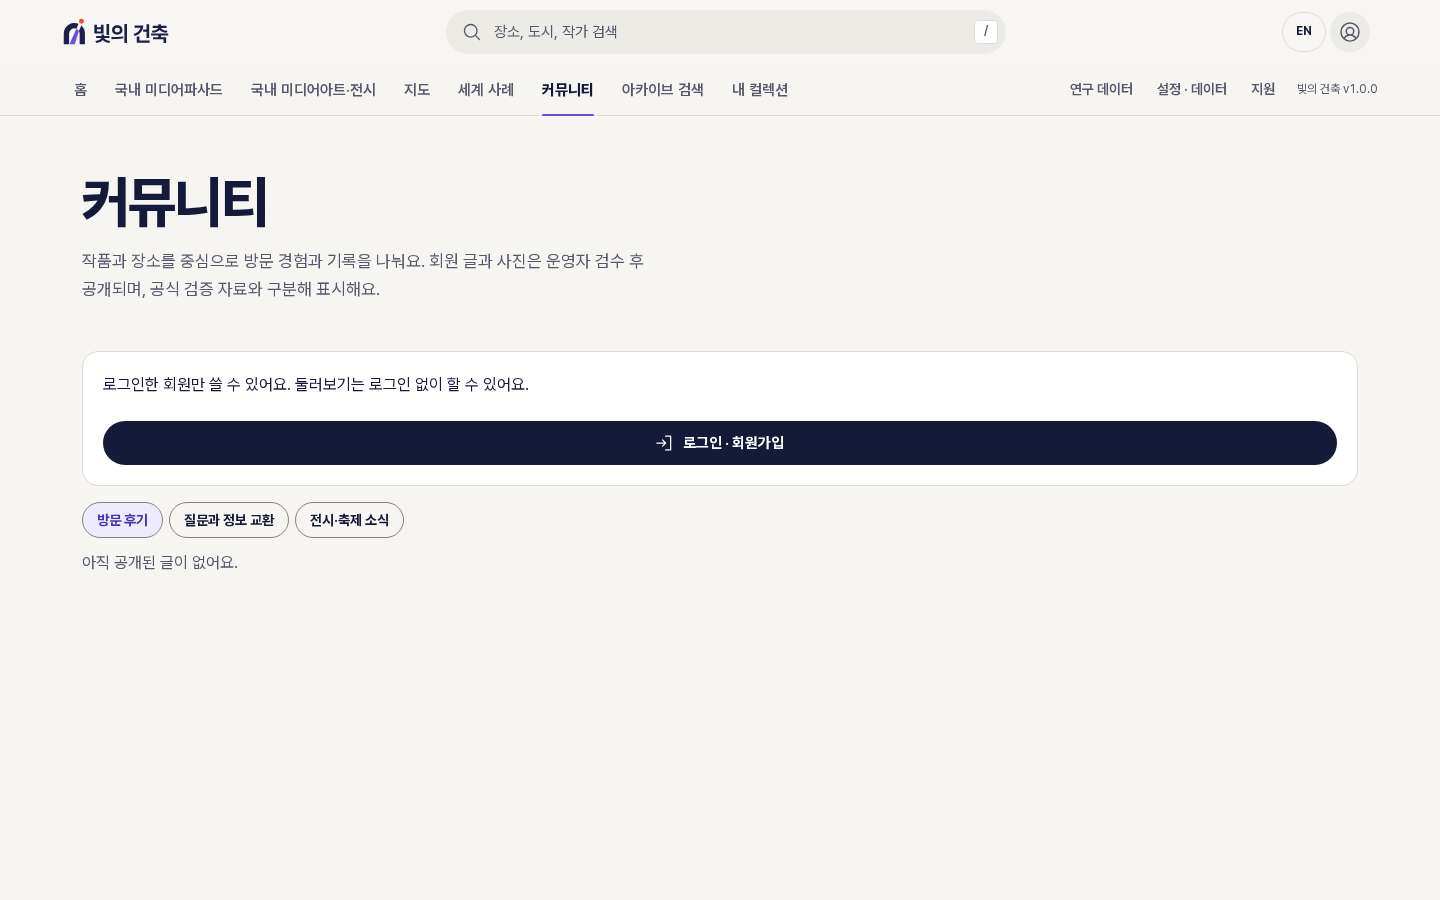 빛의 건축
장소, 도시, 작가 검색
/
EN
홈
국내 미디어파사드
국내 미디어아트·전시
지도
세계 사례
커뮤니티
아카이브 검색
내 컬렉션
연구 데이터
설정 · 데이터
지원
빛의 건축 v1.0.0
커뮤니티
작품과 장소를 중심으로 방문 경험과 기록을 나눠요. 회원 글과 사진은 운영자 검수 후
공개되며, 공식 검증 자료와 구분해 표시해요.
로그인한 회원만 쓸 수 있어요. 둘러보기는 로그인 없이 할 수 있어요.
로그인 · 회원가입
방문 후기
질문과 정보 교환
전시·축제 소식
아직 공개된 글이 없어요.